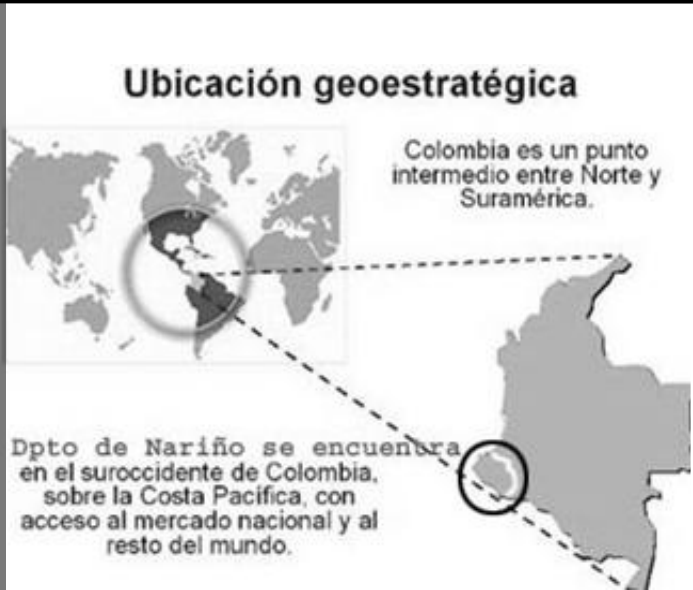 Ubicación geoestratégica
Colombia es un punto
intermedio entre Norte y
Suramérica.
Dpto de Nariño se encuentra
en el suroccidente de Colombia,
sobre la Costa Pacifica, con
acceso al mercado nacional y al
resto del mundo.